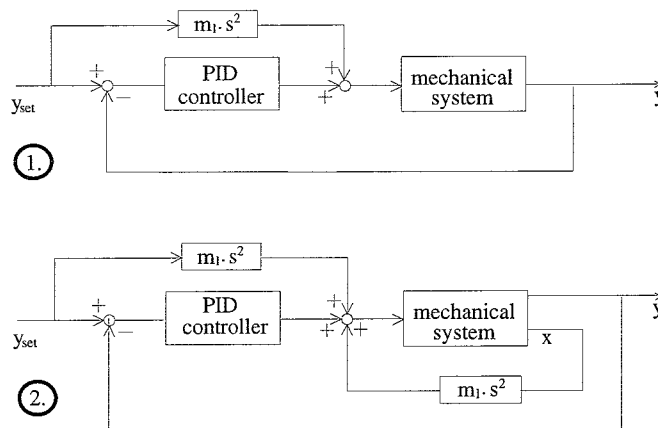 m₁·s²
+ PID controller + + mechanical system
y_set − y
1.
m₁·s²
+ PID controller + + + mechanical system y
y_set − x
m₁·s²
2.